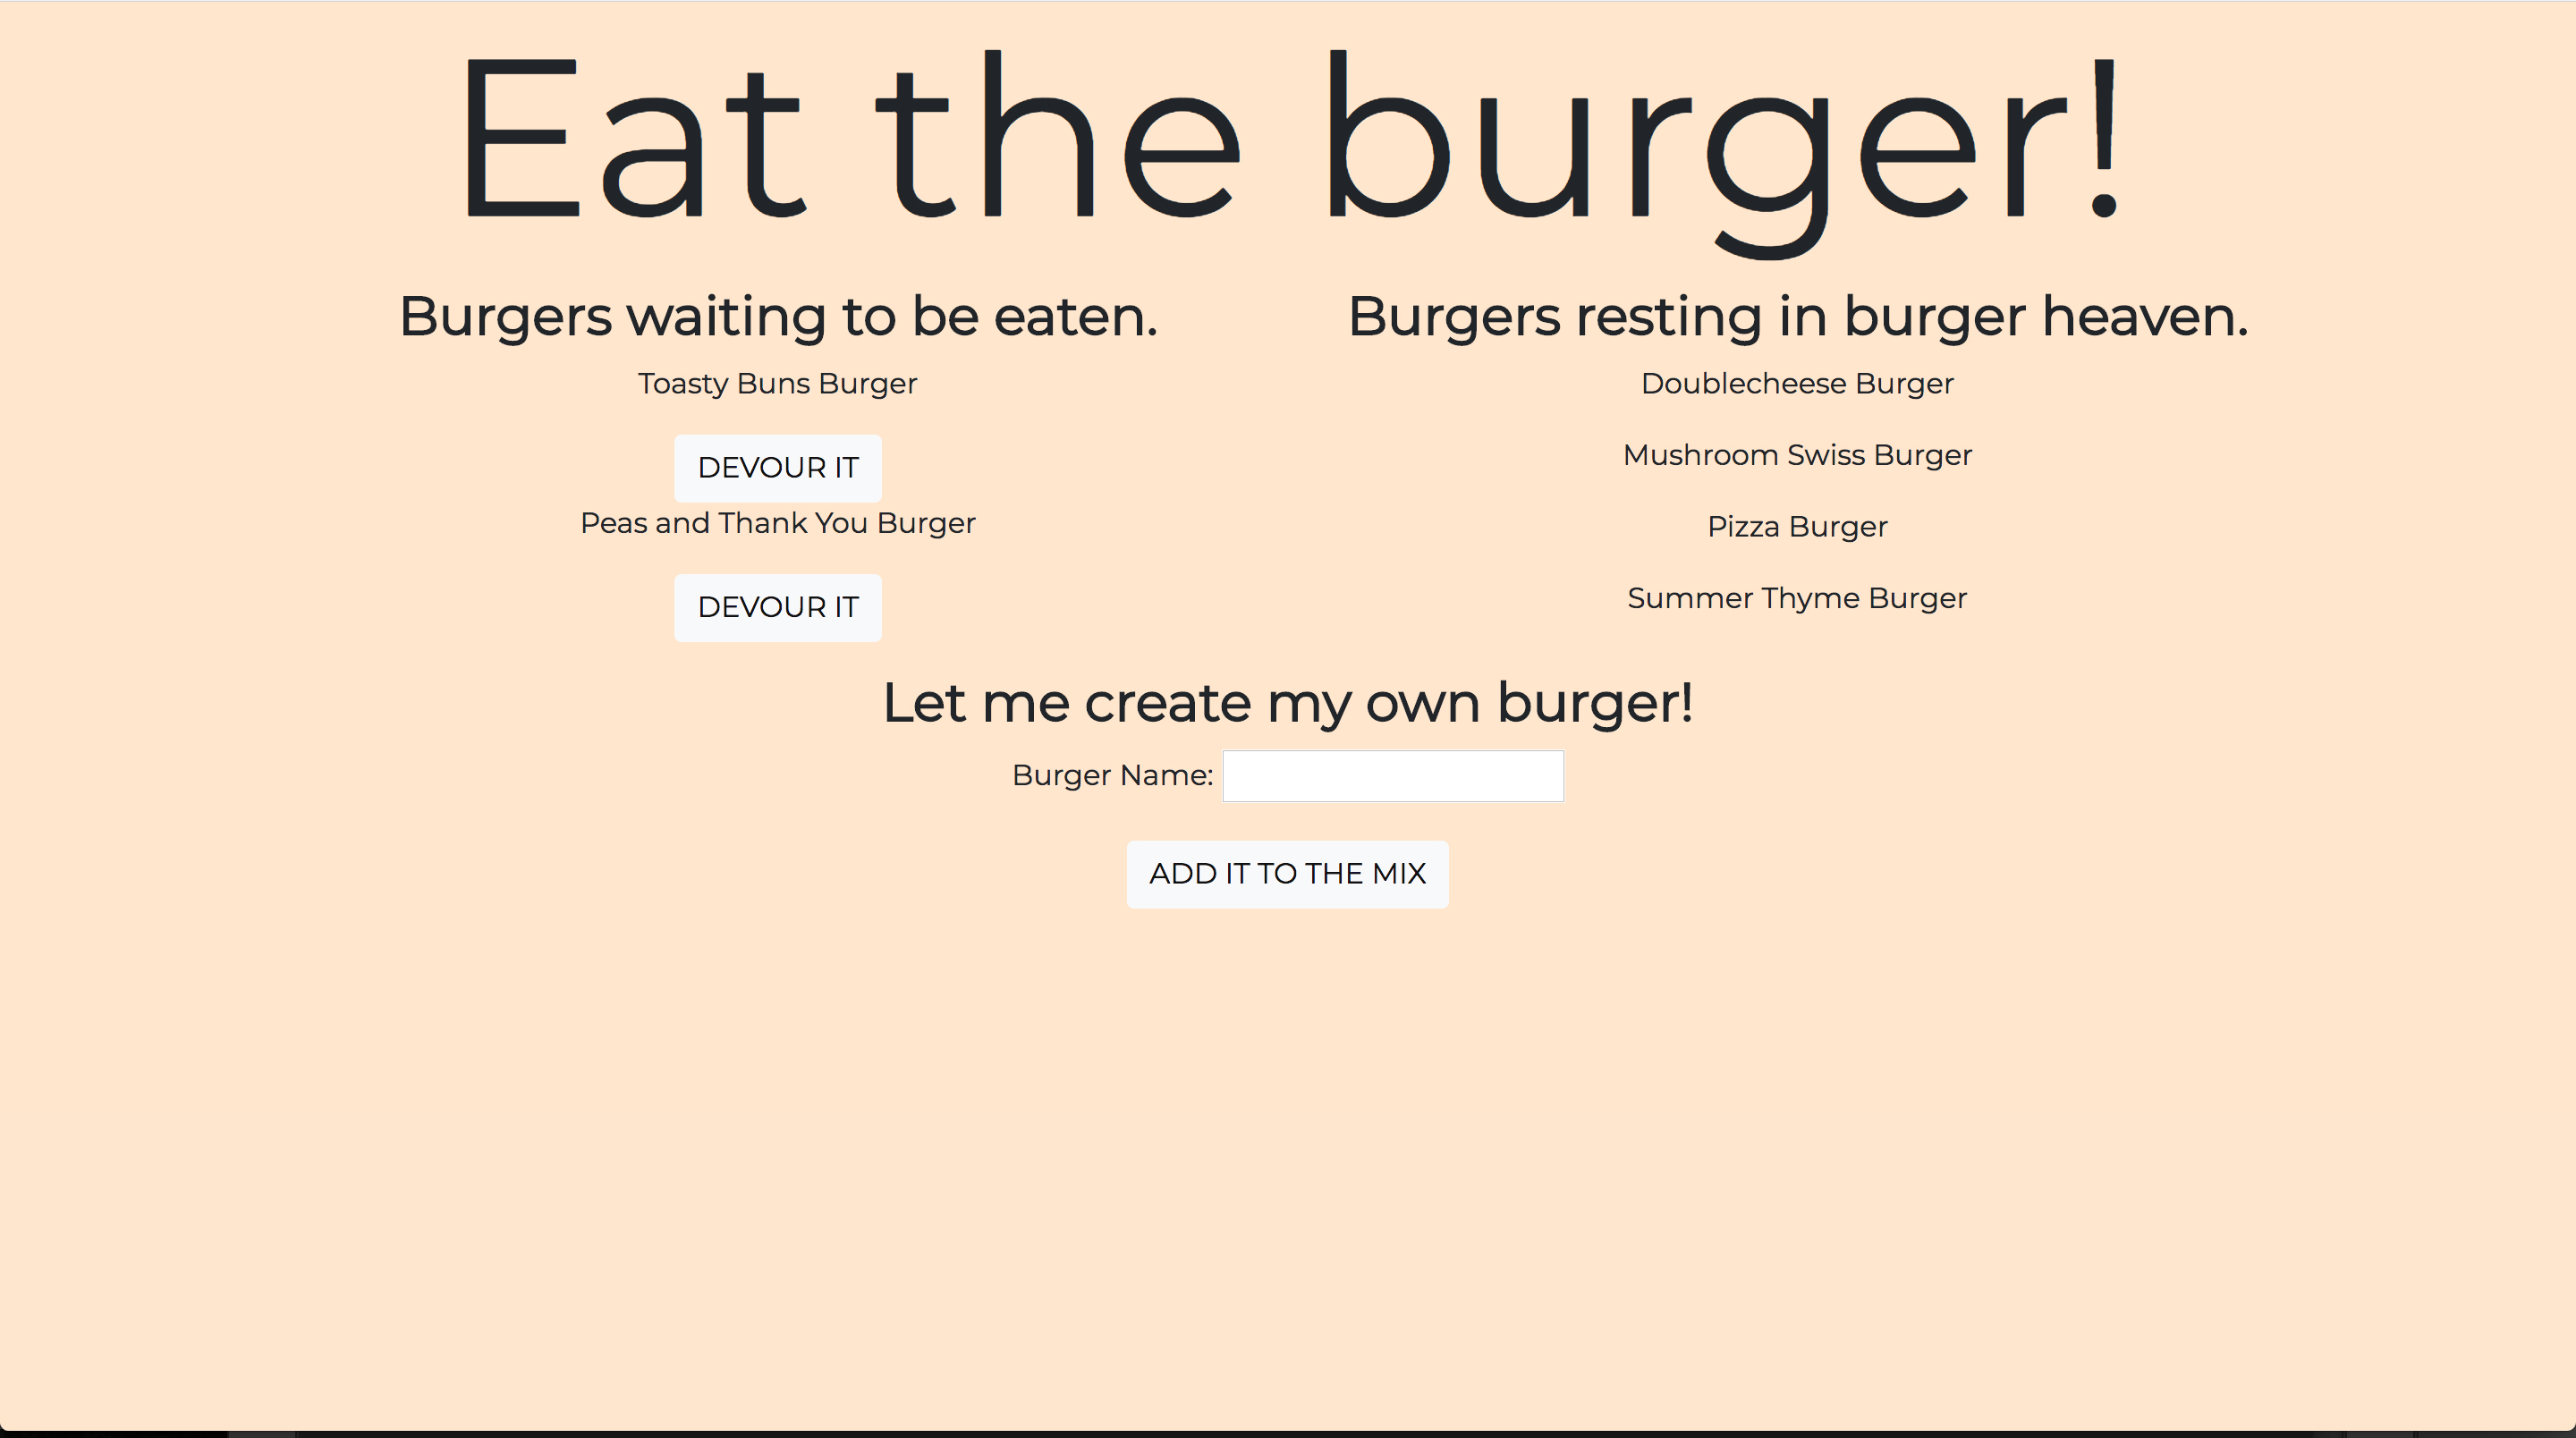 Eat the burger!
Burgers waiting to be eaten.
Toasty Buns Burger
DEVOUR IT
Peas and Thank You Burger
DEVOUR IT
Burgers resting in burger heaven.
Doublecheese Burger
Mushroom Swiss Burger
Pizza Burger
Summer Thyme Burger
Let me create my own burger!
Burger Name:
ADD IT TO THE MIX